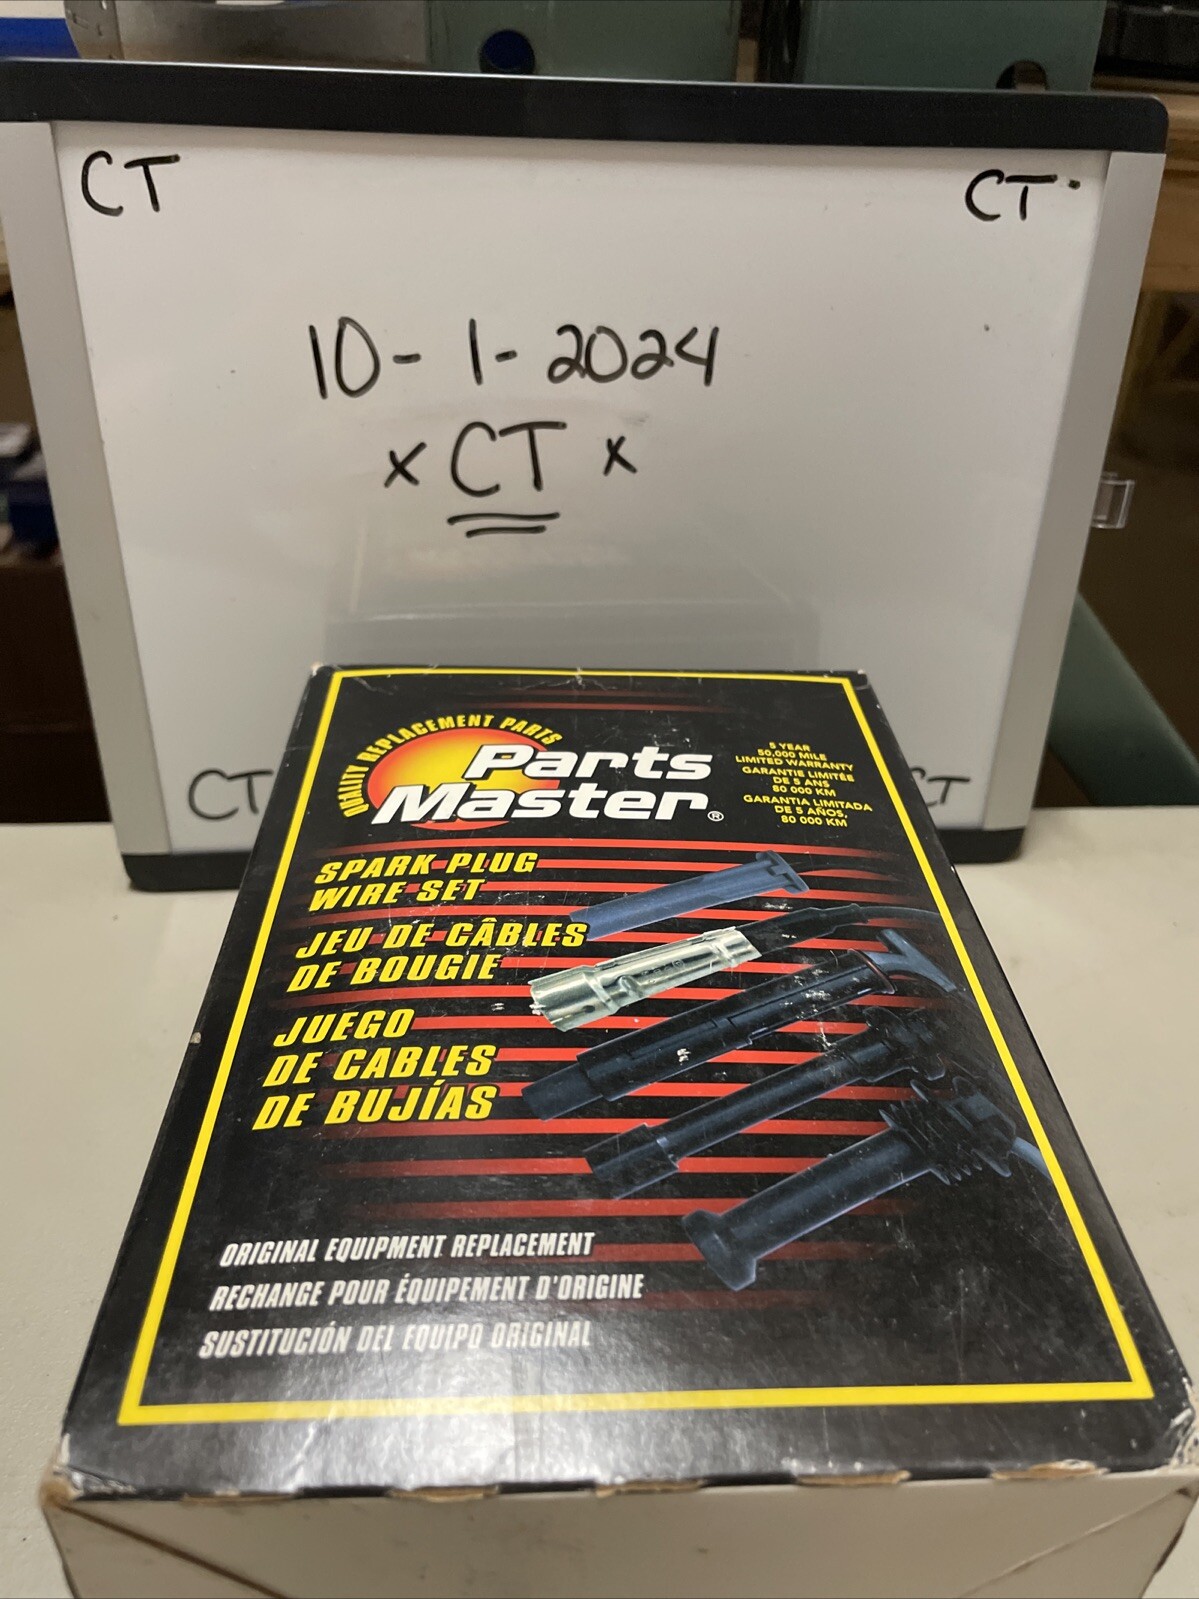 CT
CT
10-1-2024
x CT x
CT
CT
QUALITY REPLACEMENT PARTS
Parts
Master®
5 YEAR
50,000 MILE
LIMITED WARRANTY
GARANTIE LIMITÉE
DE 5 ANS
80 000 KM
GARANTIA LIMITADA
DE 5 AÑOS,
80 000 KM
SPARK PLUG
WIRE SET
JEU DE CÂBLES
DE BOUGIE
JUEGO
DE CABLES
DE BUJÍAS
ORIGINAL EQUIPMENT REPLACEMENT
RECHANGE POUR ÉQUIPEMENT D'ORIGINE
SUSTITUCIÓN DEL EQUIPO ORIGINAL